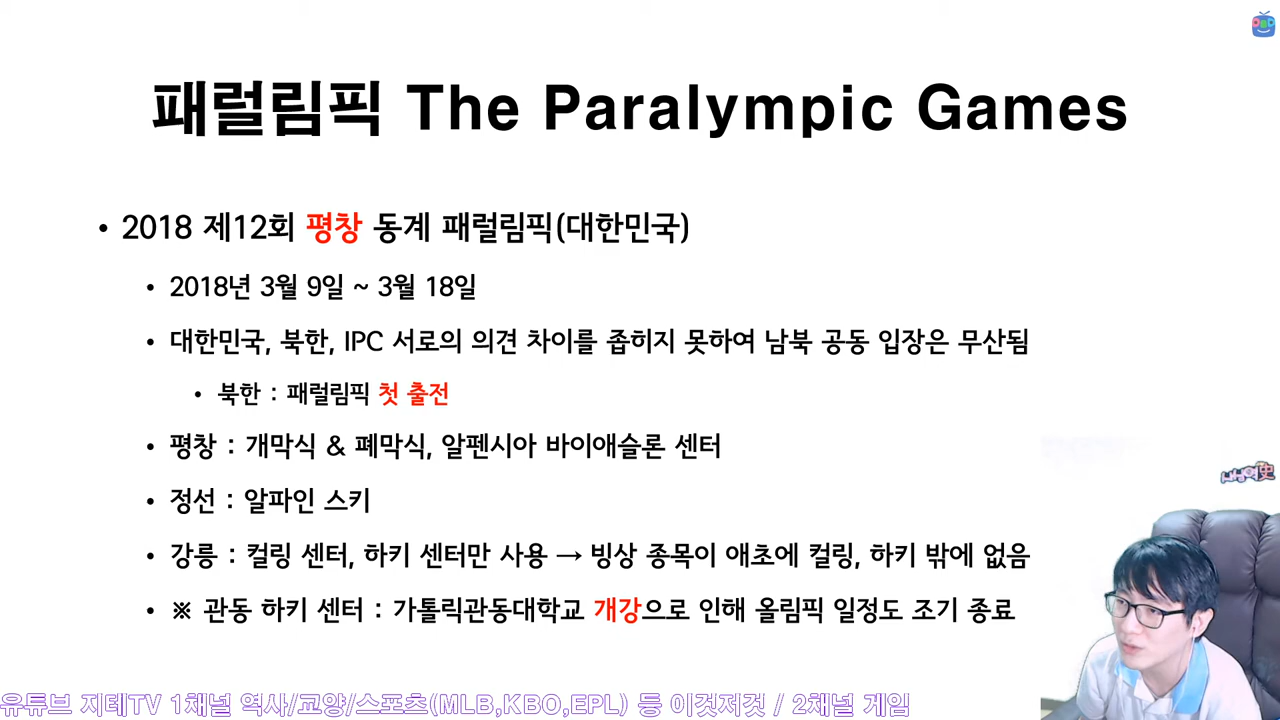 패럴림픽 The Paralympic Games
• 2018 제12회 평창 동계 패럴림픽(대한민국)
• 2018년 3월 9일 ~ 3월 18일
• 대한민국, 북한, IPC 서로의 의견 차이를 좁히지 못하여 남북 공동 입장은 무산됨
• 북한 : 패럴림픽 첫 출전
• 평창 : 개막식 & 폐막식, 알펜시아 바이애슬론 센터
• 정선 : 알파인 스키
• 강릉 : 컬링 센터, 하키 센터만 사용 → 빙상 종목이 애초에 컬링, 하키 밖에 없음
• ※ 관동 하키 센터 : 가톨릭관동대학교 개강으로 인해 올림픽 일정도 조기 종료
유튜브 지테TV 1채널 역사/교양/스포츠(MLB,KBO,EPL) 등 이것저것 / 2채널 게임